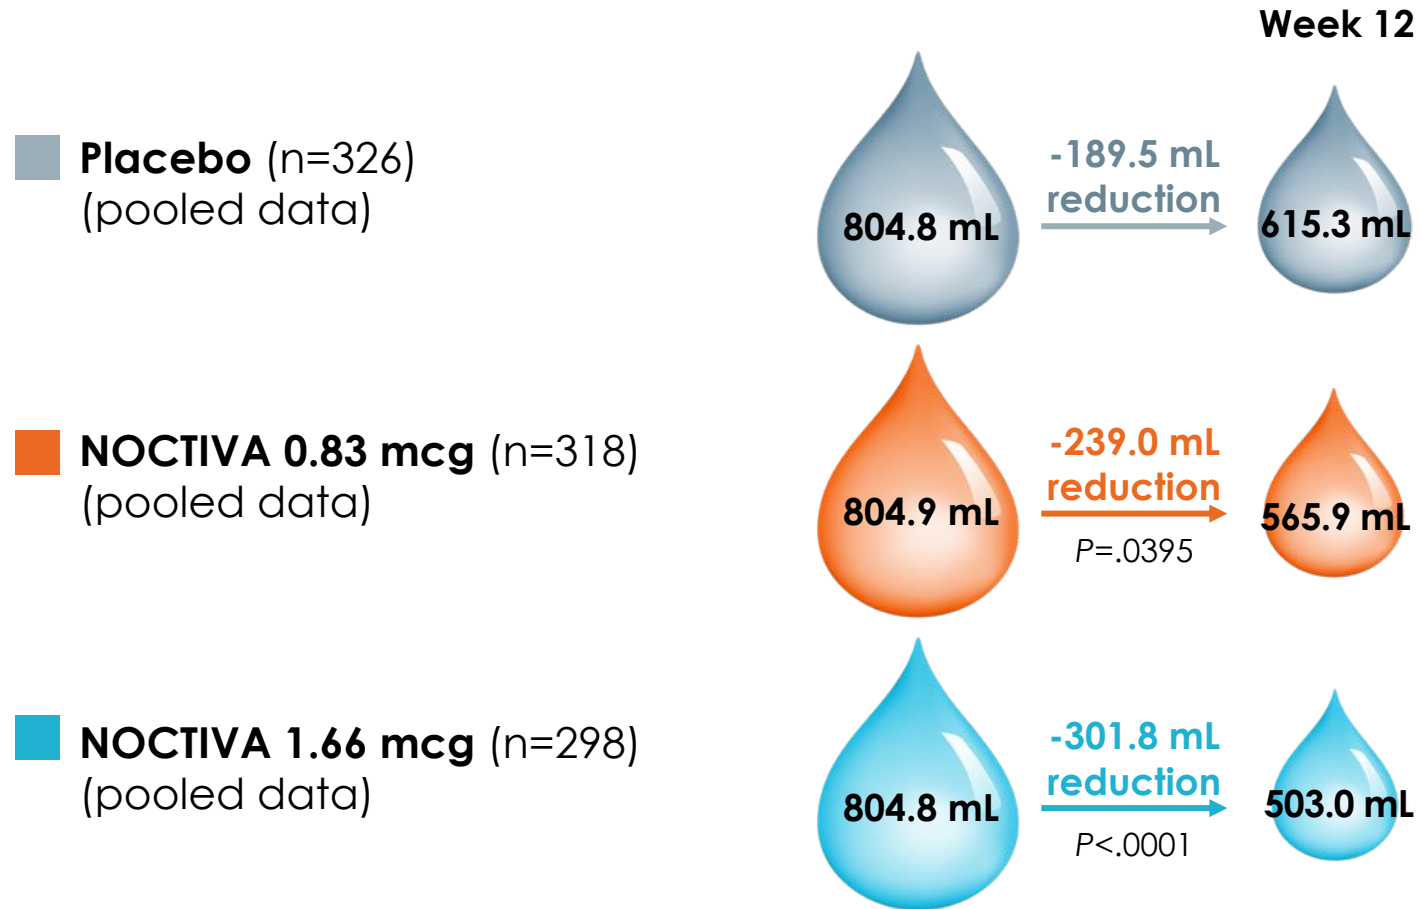 Week 12
Placebo (n=326)
(pooled data)
804.8 mL
-189.5 mL
reduction
615.3 mL
NOCTIVA 0.83 mcg (n=318)
(pooled data)
804.9 mL
-239.0 mL
reduction
P=.0395
565.9 mL
NOCTIVA 1.66 mcg (n=298)
(pooled data)
804.8 mL
-301.8 mL
reduction
P<.0001
503.0 mL